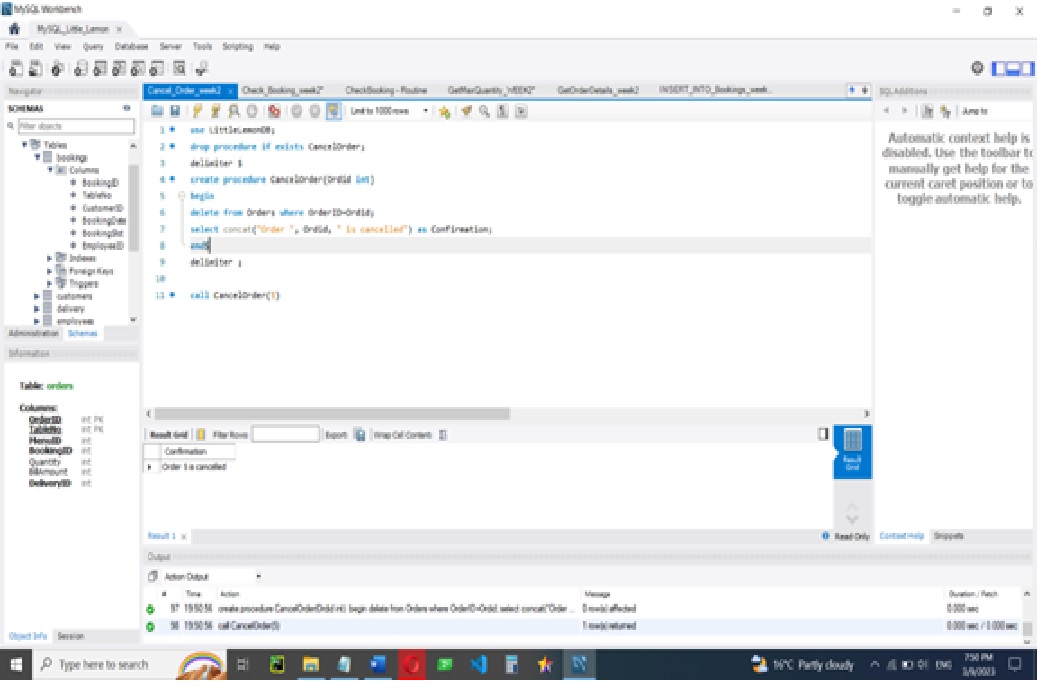 MySQL Workbench
MySQL_Little_Lemon x
File Edit View Query Database Server Tools Scripting Help
Navigator
SCHEMAS
Filter objects
Tables
bookings
Columns
BookingID
TableNo
CustomerID
BookingDate
BookingSlot
EmployeeID
Indexes
Foreign Keys
Triggers
customers
delivery
employees
Administration Schemas
Information
Table: orders
Columns:
OrderID int PK
TableNo int PK
MenuID int
BookingID int
Quantity int
BillAmount int
DeliveryID int
Object Info Session
Cancel_Order_week2 x Check_Booking_week2* CheckBooking - Routine GetMaxQuantity_WEEK2* GetOrderDetails_week2 INSERT_INTO_Bookings_week...
Limit to 1000 rows
1 use LittleLemonDB;
2 drop procedure if exists CancelOrder;
3 delimiter $
4 create procedure CancelOrder(Ordid int)
5 begin
6 delete from Orders where OrderID=Ordid;
7 select concat("Order ", Ordid, " is cancelled") as Confirmation;
8 end$
9 delimiter ;
10
11 call CancelOrder(5)
Result Grid Filter Rows: Export: Wrap Cell Content:
Confirmation
Order 5 is cancelled
Result Grid
Result 1 x
Read Only
Output
Action Output
# Time Action Message Duration / Fetch
97 19:50:56 create procedure CancelOrder(Ordid int) begin delete from Orders where OrderID=Ordid; select concat("Order ... 0 row(s) affected 0.000 sec
98 19:50:56 call CancelOrder(5) 1 row(s) returned 0.000 sec / 0.000 sec
SQLAdditions
Jump to
Automatic context help is
disabled. Use the toolbar to
manually get help for the
current caret position or to
toggle automatic help.
Context Help Snippets
Type here to search
16°C Partly cloudy
ENG
7:50 PM